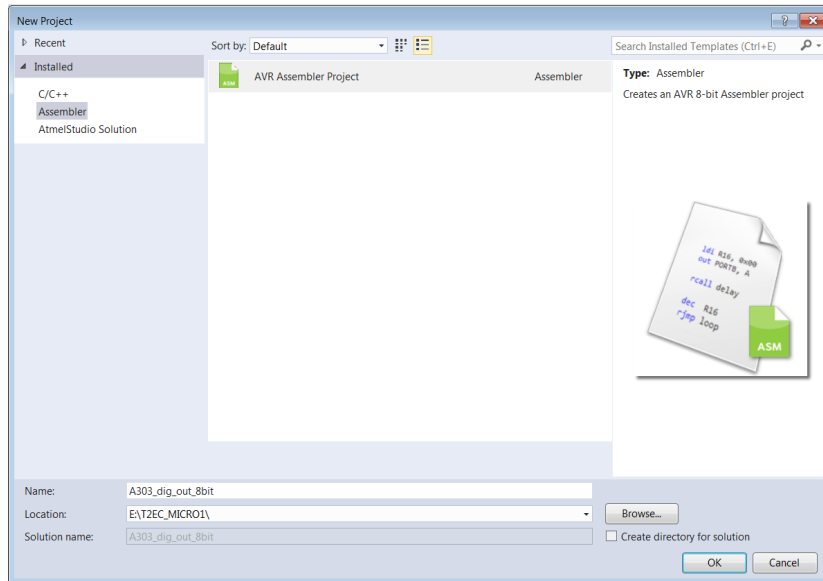 New Project
Recent
Sort by: Default
Search Installed Templates (Ctrl+E)
Installed
C/C++
Assembler
AtmelStudio Solution
AVR Assembler Project
Assembler
ASM
Type: Assembler
Creates an AVR 8-bit Assembler project
ldi R16, 0x00
out PORTB, A
rcall delay
dec R16
rjmp loop
ASM
Name: A303_dig_out_8bit
Location: E:\T2EC_MICRO1\ Browse...
Solution name: A303_dig_out_8bit Create directory for solution
OK Cancel